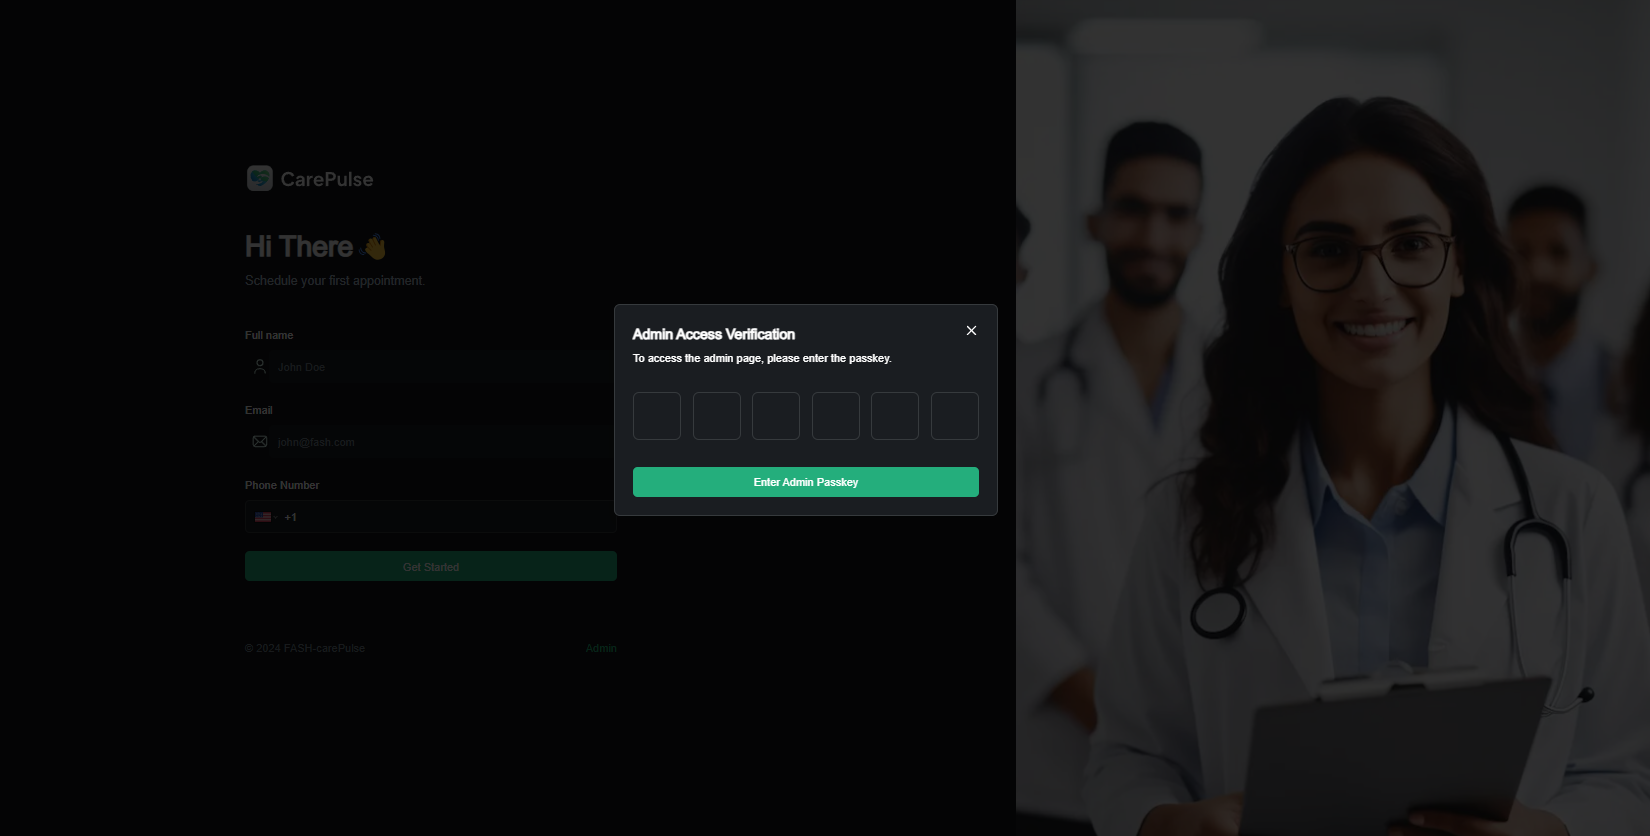 CarePulse
Hi There 👋
Schedule your first appointment.
Full name
John Doe
Email
john@fash.com
Phone Number
+1
Get Started
© 2024 FASH-carePulse
Admin
Admin Access Verification
To access the admin page, please enter the passkey.
Enter Admin Passkey